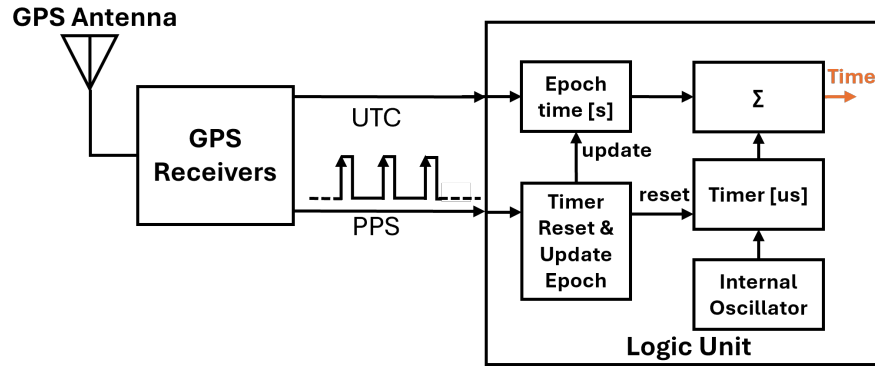 GPS Antenna
GPS
Receivers
UTC
PPS
Epoch
time [s]
Σ
Time
update
Timer
Reset &
Update
Epoch
reset
Timer [us]
Internal
Oscillator
Logic Unit